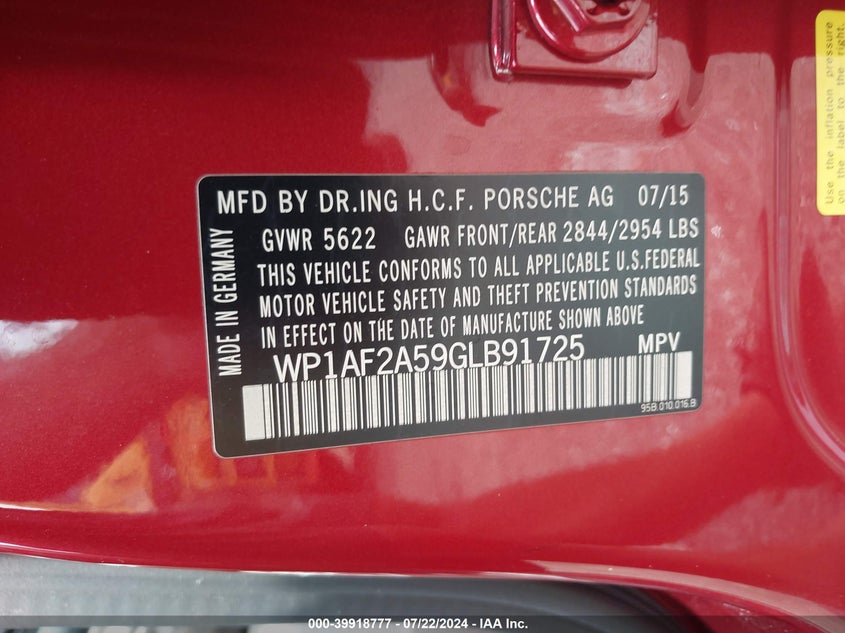 MFD BY DR.ING H.C.F. PORSCHE AG 07/15
GVWR 5622 GAWR FRONT/REAR 2844/2954 LBS
THIS VEHICLE CONFORMS TO ALL APPLICABLE U.S.FEDERAL
MOTOR VEHICLE SAFETY AND THEFT PREVENTION STANDARDS
IN EFFECT ON A DATE OF MANUFACTURE SHOWN ABOVE
WP1AF2A59GLB91725 MPV
95B.010.016.B
MADE IN GERMANY
Use the inflation pressure
on the label to the right.
000-39918777 - 07/22/2024 - IAA, Inc.